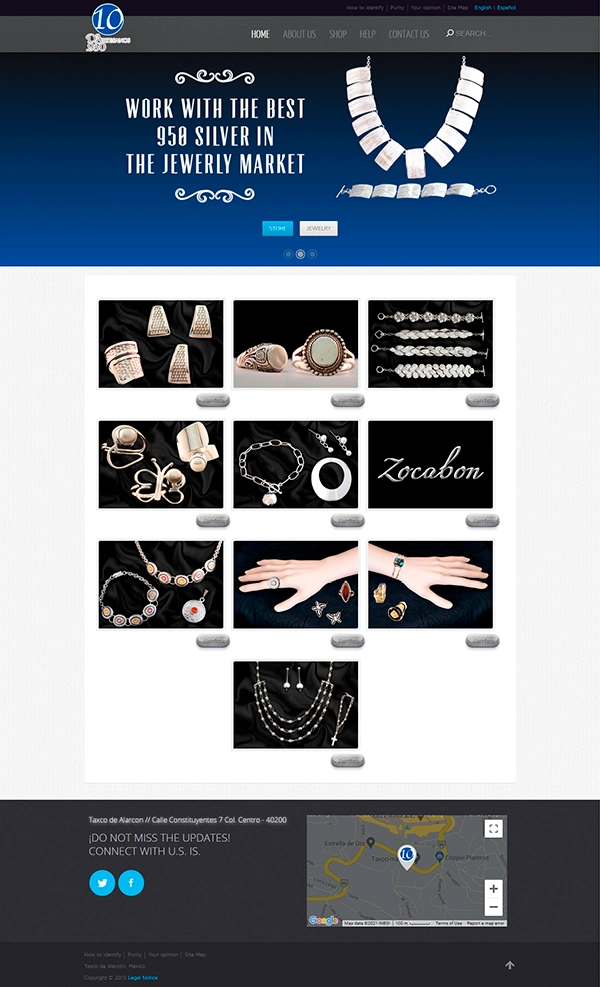 How to identify | Purity | Your opinion | Site Map English | Español
10
950
HOME ABOUT US SHOP HELP CONTACT US SEARCH...
WORK WITH THE BEST
950 SILVER IN
THE JEWERLY MARKET
STORE JEWELRY
Zocabon
Taxco de Alarcon // Calle Constituyentes 7 Col. Centro - 40200
¡DO NOT MISS THE UPDATES!
CONNECT WITH U.S. IS.
Estrella de Oro
Taxco
10
Coppel Plateros
Google
Map data ©2021 INEGI 100 m Terms of Use Report a map error
How to identify | Purity | Your opinion | Site Map
Taxco de Alarcón, México
Copyright © 2013 Legal Notice